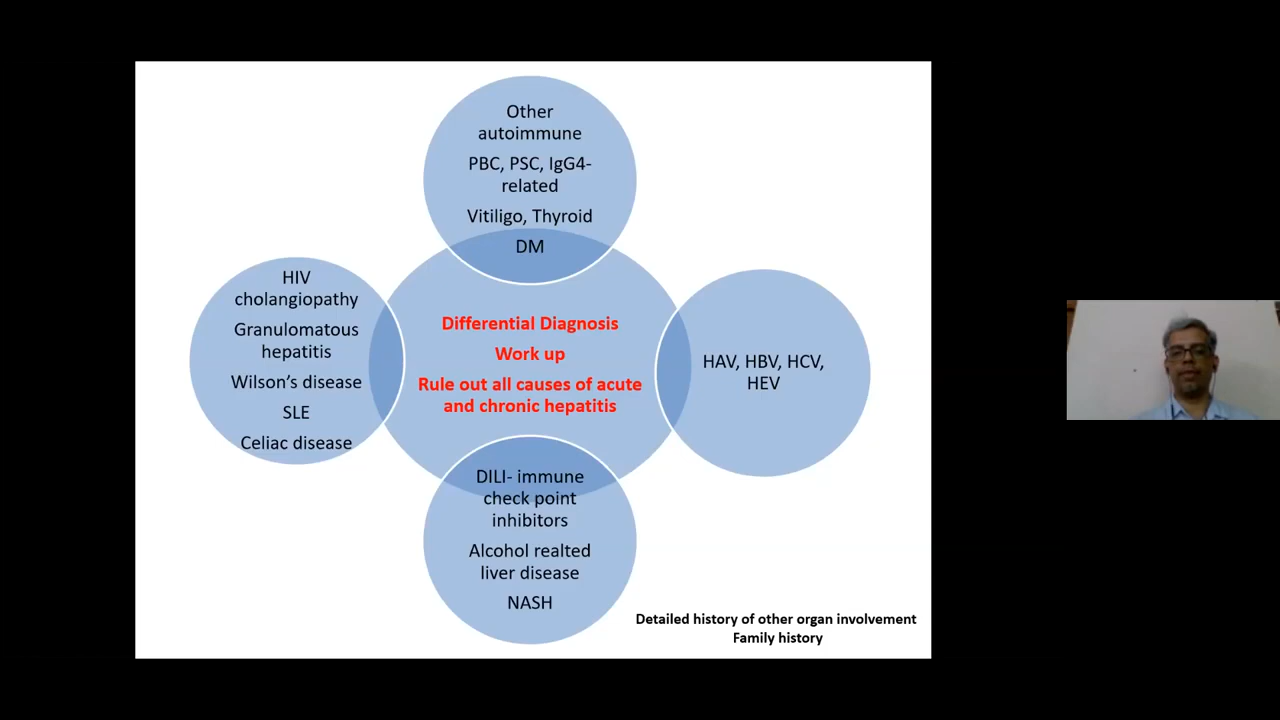 Other
autoimmune
PBC, PSC, IgG4-
related
Vitiligo, Thyroid
DM
HIV
cholangiopathy
Granulomatous
hepatitis
Wilson's disease
SLE
Celiac disease
Differential Diagnosis
Work up
Rule out all causes of acute
and chronic hepatitis
HAV, HBV, HCV,
HEV
DILI- immune
check point
inhibitors
Alcohol realted
liver disease
NASH
Detailed history of other organ involvement
Family history